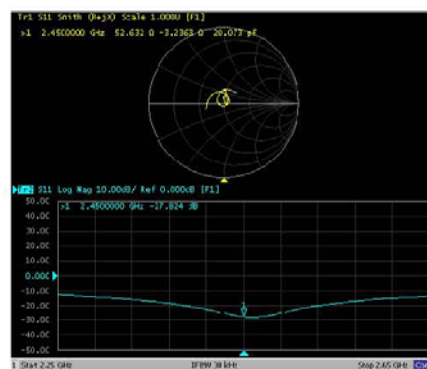 Tr1 S11 Smith (R+jX) Scale 1.000U [F1]
>1 2.4500000 GHz 52.632 Ω -3.2363 Ω 20.073 pF
Tr2 S11 Log Mag 10.00dB/ Ref 0.000dB [F1]
50.00
>1 2.4500000 GHz -27.824 dB
40.00
30.00
20.00
10.00
0.000
-10.00
-20.00
1
-30.00
-40.00
-50.00
1 Start 2.25 GHz IFBW 30 kHz Stop 2.65 GHz